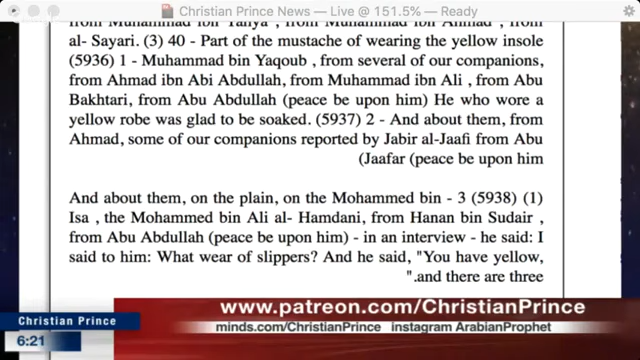 Christian Prince News — Live @ 151.5% — Ready
from Muhammad ibn Yahya , from Muhammad ibn Ahmad , from
al- Sayari. (3) 40 - Part of the mustache of wearing the yellow insole
(5936) 1 - Muhammad bin Yaqoub , from several of our companions,
from Ahmad ibn Abi Abdullah, from Muhammad ibn Ali , from Abu
Bakhtari, from Abu Abdullah (peace be upon him) He who wore a
yellow robe was glad to be soaked. (5937) 2 - And about them, from
Ahmad, some of our companions reported by Jabir al-Jaafi from Abu
(Jaafar (peace be upon him
And about them, on the plain, on the Mohammed bin - 3 (5938) (1)
Isa , the Mohammed bin Ali al- Hamdani, from Hanan bin Sudair ,
from Abu Abdullah (peace be upon him) - in an interview - he said: I
said to him: What wear of slippers? And he said, "You have yellow,
".and there are three
www.patreon.com/ChristianPrince
Christian Prince
minds.com/ChristianPrince instagram ArabianProphet
6:21